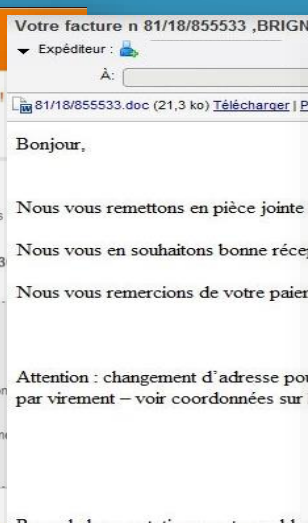 Votre facture n 81/18/855533 ,BRIGN
Expéditeur :
À:
81/18/855533.doc (21,3 ko) Télécharger | P
Bonjour,
Nous vous remettons en pièce jointe
Nous vous en souhaitons bonne réce
Nous vous remercions de votre paie
Attention : changement d'adresse pou
par virement – voir coordonnées sur